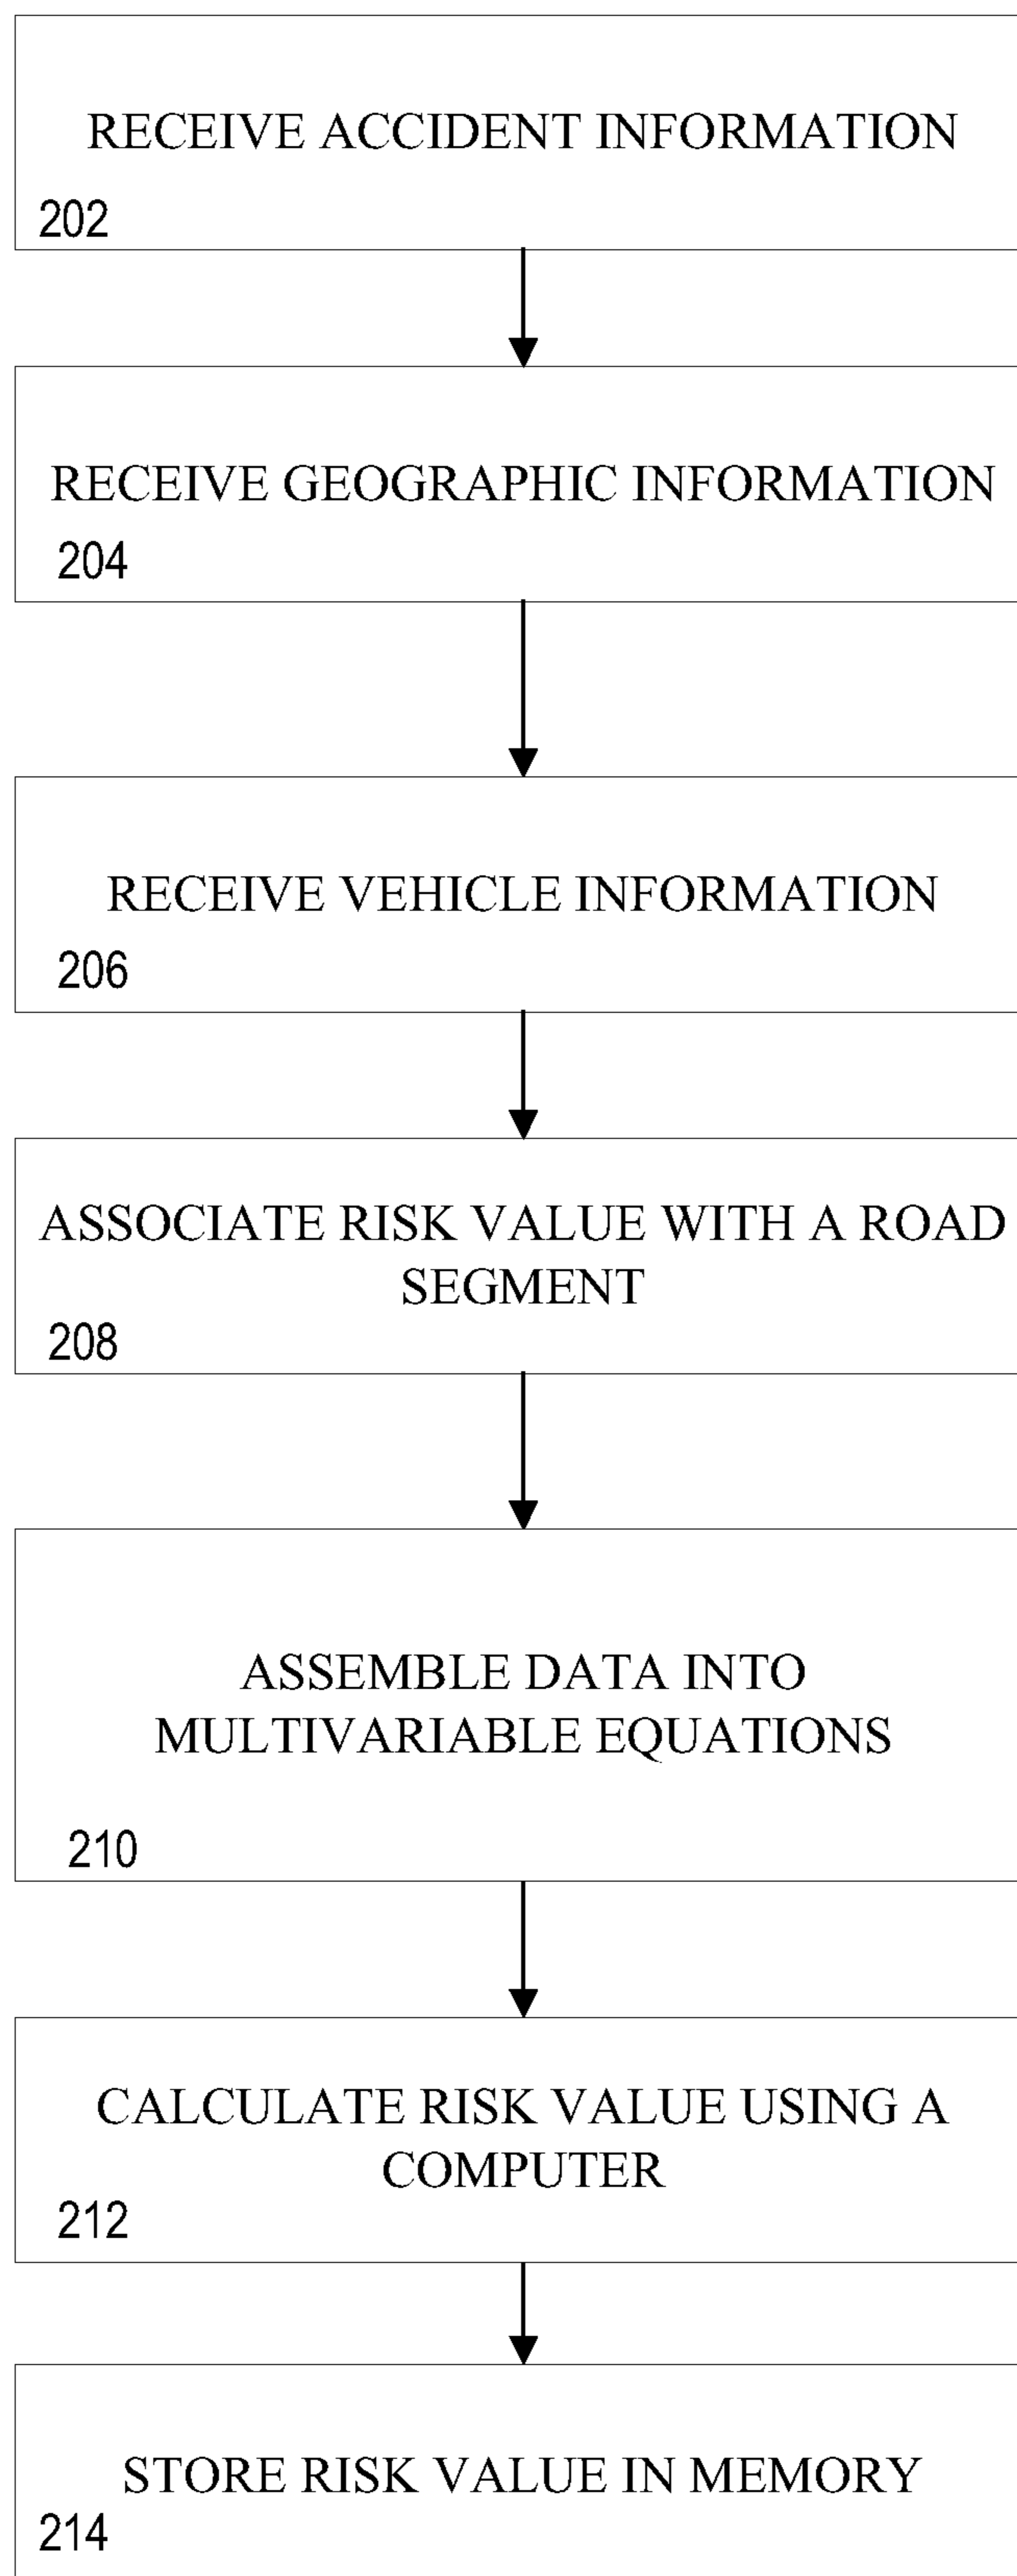 RECEIVE ACCIDENT INFORMATION
202
RECEIVE GEOGRAPHIC INFORMATION
204
RECEIVE VEHICLE INFORMATION
206
ASSOCIATE RISK VALUE WITH A ROAD
SEGMENT
208
ASSEMBLE DATA INTO
MULTIVARIABLE EQUATIONS
210
CALCULATE RISK VALUE USING A
COMPUTER
212
STORE RISK VALUE IN MEMORY
214